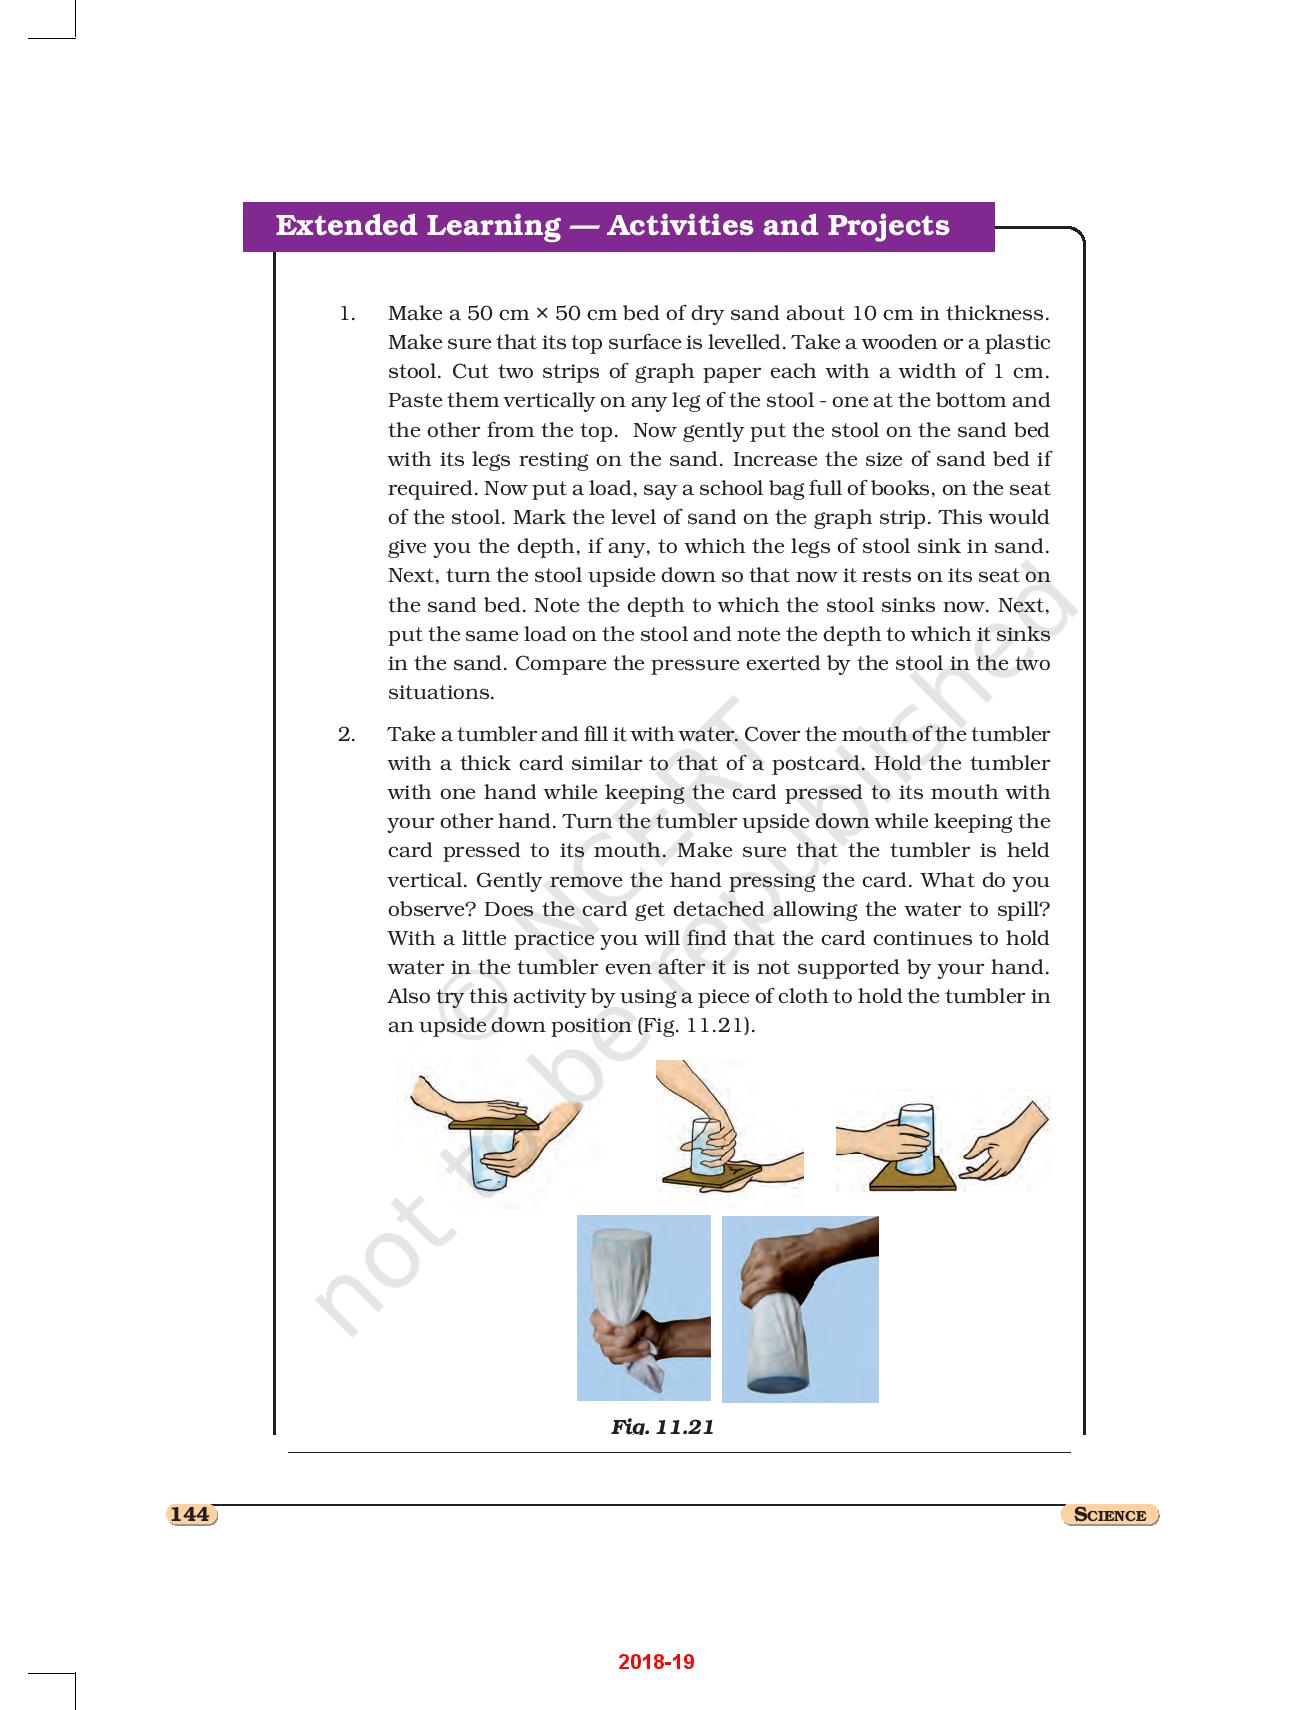 Extended Learning — Activities and Projects
1. Make a 50 cm × 50 cm bed of dry sand about 10 cm in thickness.
Make sure that its top surface is levelled. Take a wooden or a plastic
stool. Cut two strips of graph paper each with a width of 1 cm.
Paste them vertically on any leg of the stool - one at the bottom and
the other from the top. Now gently put the stool on the sand bed
with its legs resting on the sand. Increase the size of sand bed if
required. Now put a load, say a school bag full of books, on the seat
of the stool. Mark the level of sand on the graph strip. This would
give you the depth, if any, to which the legs of stool sink in sand.
Next, turn the stool upside down so that now it rests on its seat on
the sand bed. Note the depth to which the stool sinks now. Next,
put the same load on the stool and note the depth to which it sinks
in the sand. Compare the pressure exerted by the stool in the two
situations.
2. Take a tumbler and fill it with water. Cover the mouth of the tumbler
with a thick card similar to that of a postcard. Hold the tumbler
with one hand while keeping the card pressed to its mouth with
your other hand. Turn the tumbler upside down while keeping the
card pressed to its mouth. Make sure that the tumbler is held
vertical. Gently remove the hand pressing the card. What do you
observe? Does the card get detached allowing the water to spill?
With a little practice you will find that the card continues to hold
water in the tumbler even after it is not supported by your hand.
Also try this activity by using a piece of cloth to hold the tumbler in
an upside down position (Fig. 11.21).
© NCERT
not to be republished
Fig. 11.21
144
SCIENCE
2018-19